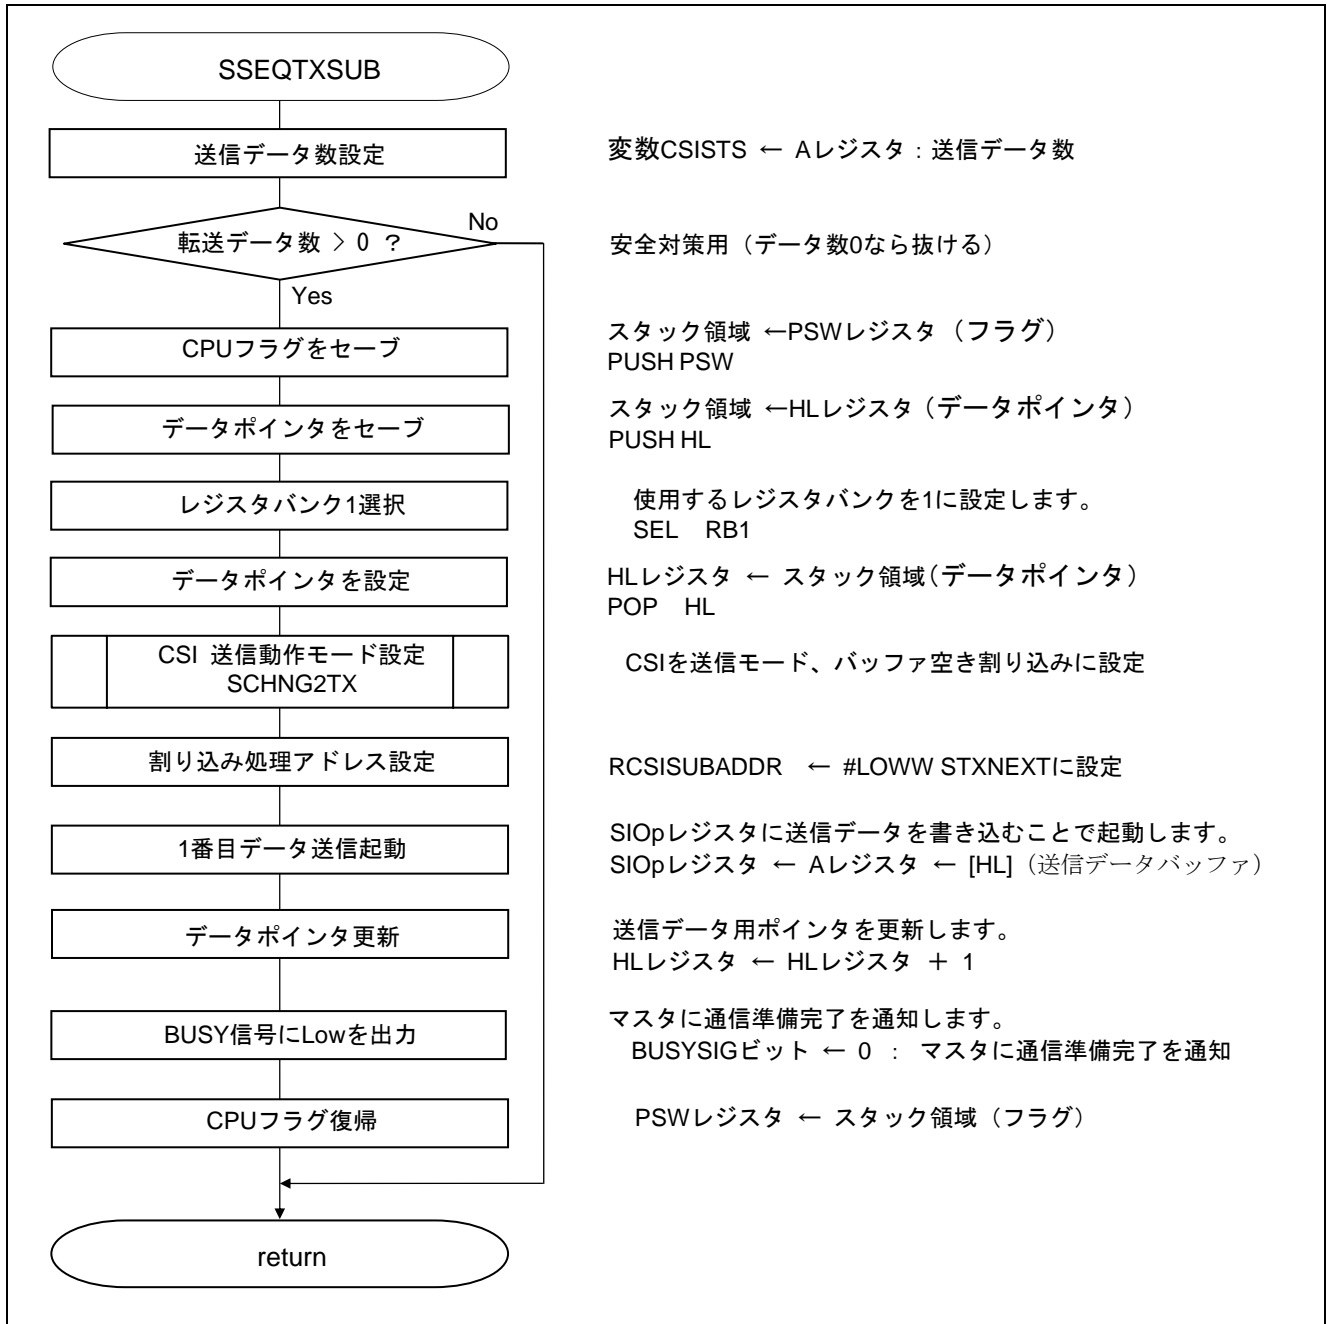 SSEQTXSUB
送信データ数設定
変数CSISTS ← Aレジスタ：送信データ数
転送データ数 > 0 ？
No
安全対策用（データ数0なら抜ける）
Yes
CPUフラグをセーブ
スタック領域 ←PSWレジスタ（フラグ）
PUSH PSW
データポインタをセーブ
スタック領域 ←HLレジスタ（データポインタ）
PUSH HL
レジスタバンク1選択
使用するレジスタバンクを1に設定します。
SEL RB1
データポインタを設定
HLレジスタ ← スタック領域（データポインタ）
POP HL
CSI 送信動作モード設定
SCHNG2TX
CSIを送信モード、バッファ空き割り込みに設定
割り込み処理アドレス設定
RCSISUBADDR ← #LOWW STXNEXTに設定
1番目データ送信起動
SIOpレジスタに送信データを書き込むことで起動します。
SIOpレジスタ ← Aレジスタ ← [HL]（送信データバッファ）
データポインタ更新
送信データ用ポインタを更新します。
HLレジスタ ← HLレジスタ ＋ 1
BUSY信号にLowを出力
マスタに通信準備完了を通知します。
BUSYSIGビット ← 0 ： マスタに通信準備完了を通知
CPUフラグ復帰
PSWレジスタ ← スタック領域（フラグ）
return